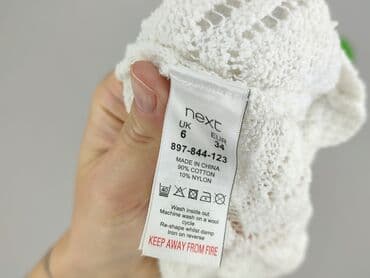 next
UK EUR
6 34
897-844-123
MADE IN CHINA
90% COTTON
10% NYLON
Wash inside out
Machine wash on a wool
cycle
Re-shape whilst damp
Iron on reverse
KEEP AWAY FROM FIRE